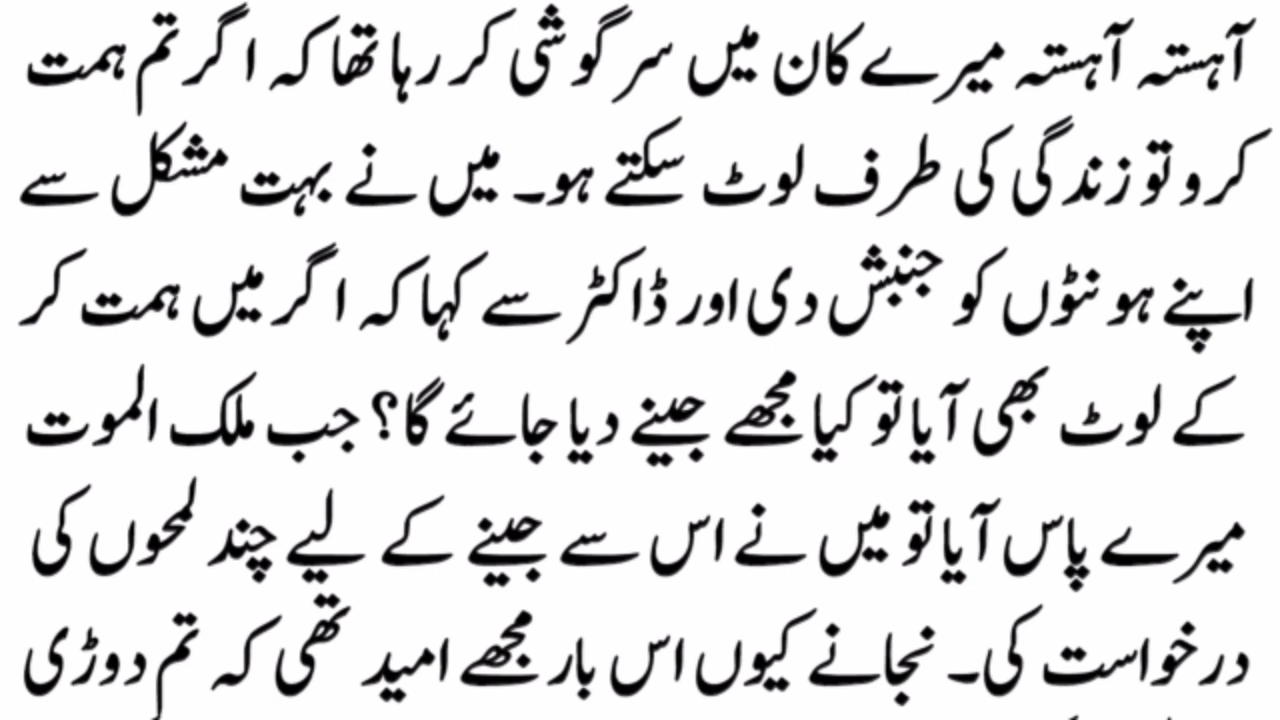 آہستہ آہستہ میرے کان میں سرگوشی کر رہا تھا کہ اگر تم ہمت
کرو تو زندگی کی طرف لوٹ سکتے ہو۔ میں نے بہت مشکل سے
اپنے ہونٹوں کو جنبش دی اور ڈاکٹر سے کہا کہ اگر میں ہمت کر
کے لوٹ بھی آیا تو کیا مجھے جینے دیا جائے گا؟ جب ملک الموت
میرے پاس آیا تو میں نے اس سے جینے کے لیے چند لمحوں کی
درخواست کی۔ نجانے کیوں اس بار مجھے امید تھی کہ تم دوڑی